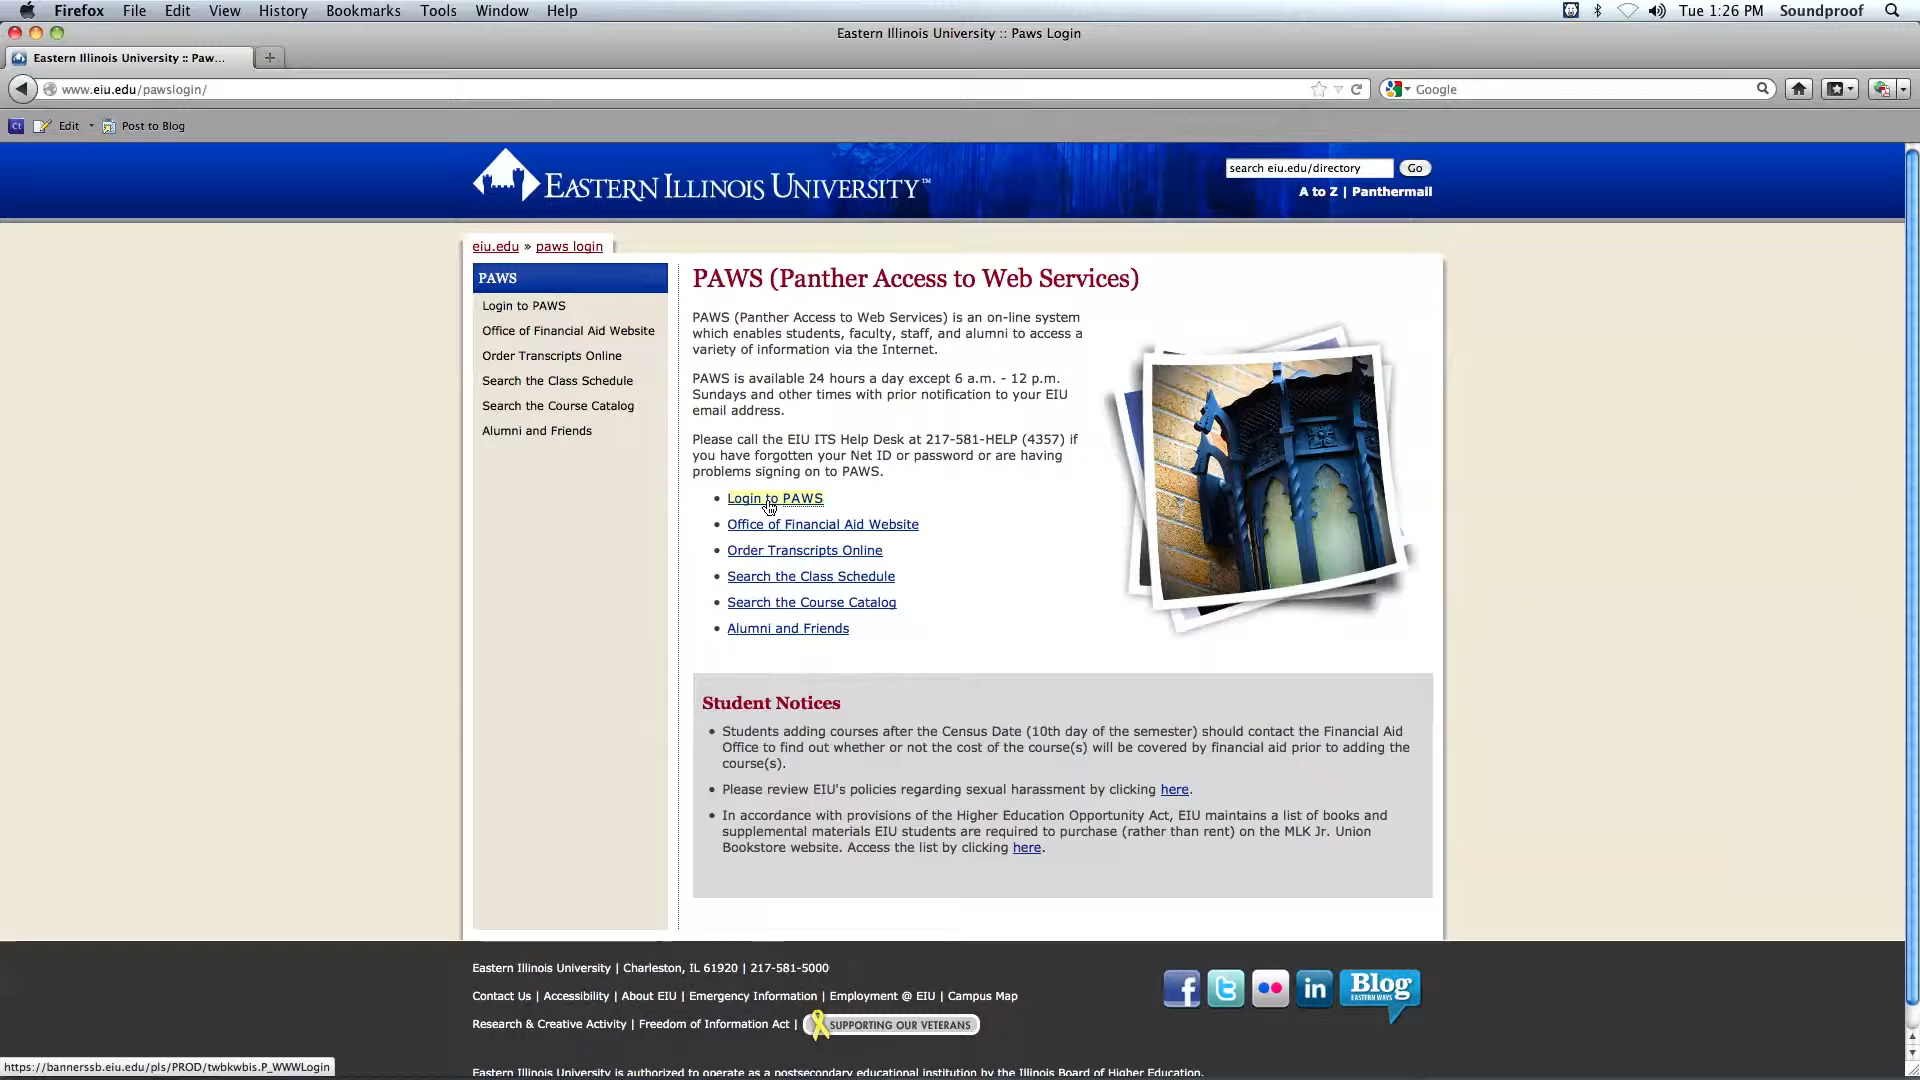 Firefox File Edit View History Bookmarks Tools Window Help Tue 1:26 PM Soundproof
Eastern Illinois University :: Paws Login
Eastern Illinois University :: Paw...
www.eiu.edu/pawslogin/ Google
Ct Edit Post to Blog
EASTERN ILLINOIS UNIVERSITY™
search eiu.edu/directory Go
A to Z | Panthermail
eiu.edu » paws login
PAWS
Login to PAWS
Office of Financial Aid Website
Order Transcripts Online
Search the Class Schedule
Search the Course Catalog
Alumni and Friends
PAWS (Panther Access to Web Services)
PAWS (Panther Access to Web Services) is an on-line system
which enables students, faculty, staff, and alumni to access a
variety of information via the Internet.
PAWS is available 24 hours a day except 6 a.m. - 12 p.m.
Sundays and other times with prior notification to your EIU
email address.
Please call the EIU ITS Help Desk at 217-581-HELP (4357) if
you have forgotten your Net ID or password or are having
problems signing on to PAWS.
• Login to PAWS
• Office of Financial Aid Website
• Order Transcripts Online
• Search the Class Schedule
• Search the Course Catalog
• Alumni and Friends
Student Notices
• Students adding courses after the Census Date (10th day of the semester) should contact the Financial Aid
Office to find out whether or not the cost of the course(s) will be covered by financial aid prior to adding the
course(s).
• Please review EIU's policies regarding sexual harassment by clicking here.
• In accordance with provisions of the Higher Education Opportunity Act, EIU maintains a list of books and
supplemental materials EIU students are required to purchase (rather than rent) on the MLK Jr. Union
Bookstore website. Access the list by clicking here.
Eastern Illinois University | Charleston, IL 61920 | 217-581-5000
Contact Us | Accessibility | About EIU | Emergency Information | Employment @ EIU | Campus Map
Research & Creative Activity | Freedom of Information Act | SUPPORTING OUR VETERANS
f t in Blog
EASTERN WAYS
https://bannerssb.eiu.edu/pls/PROD/twbkwbis.P_WWWLogin
Eastern Illinois University is authorized to operate as a postsecondary educational institution by the Illinois Board of Higher Education.